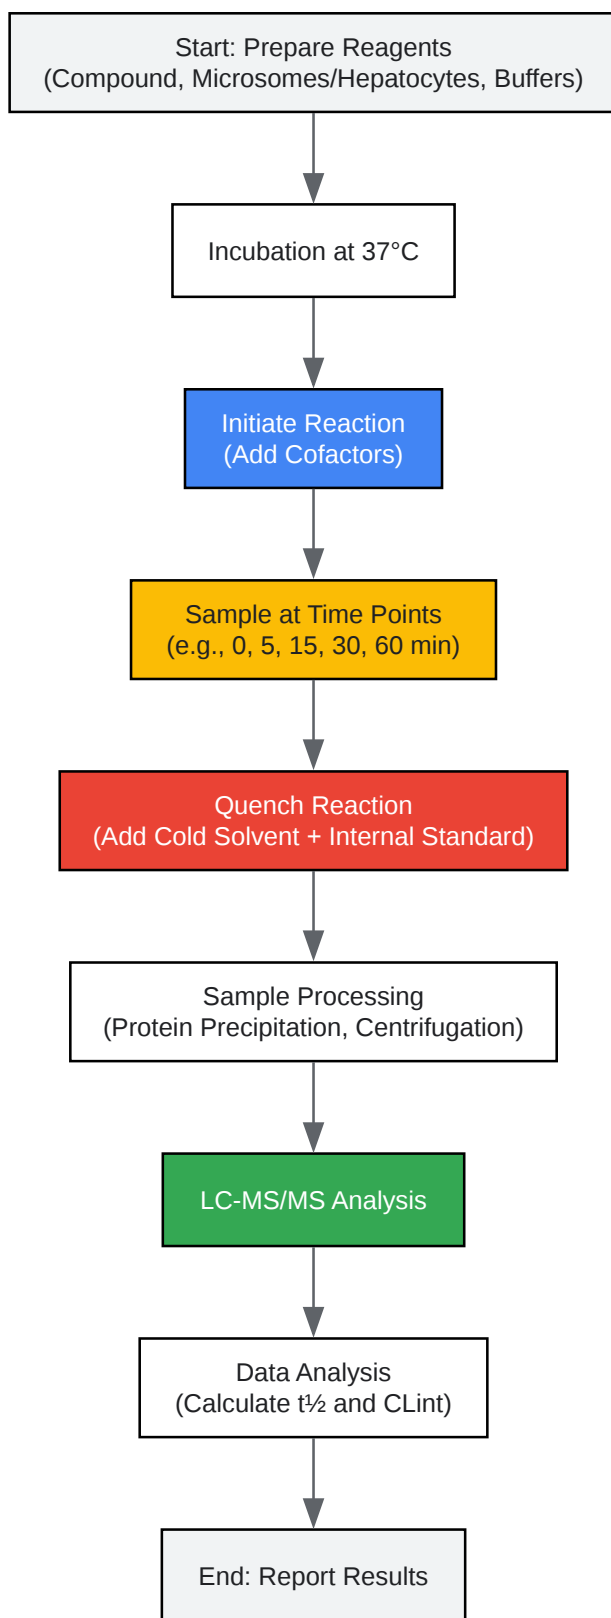 Start: Prepare Reagents
(Compound, Microsomes/Hepatocytes, Buffers)
Incubation at 37°C
Initiate Reaction
(Add Cofactors)
Sample at Time Points
(e.g., 0, 5, 15, 30, 60 min)
Quench Reaction
(Add Cold Solvent + Internal Standard)
Sample Processing
(Protein Precipitation, Centrifugation)
LC-MS/MS Analysis
Data Analysis
(Calculate t½ and CLint)
End: Report Results